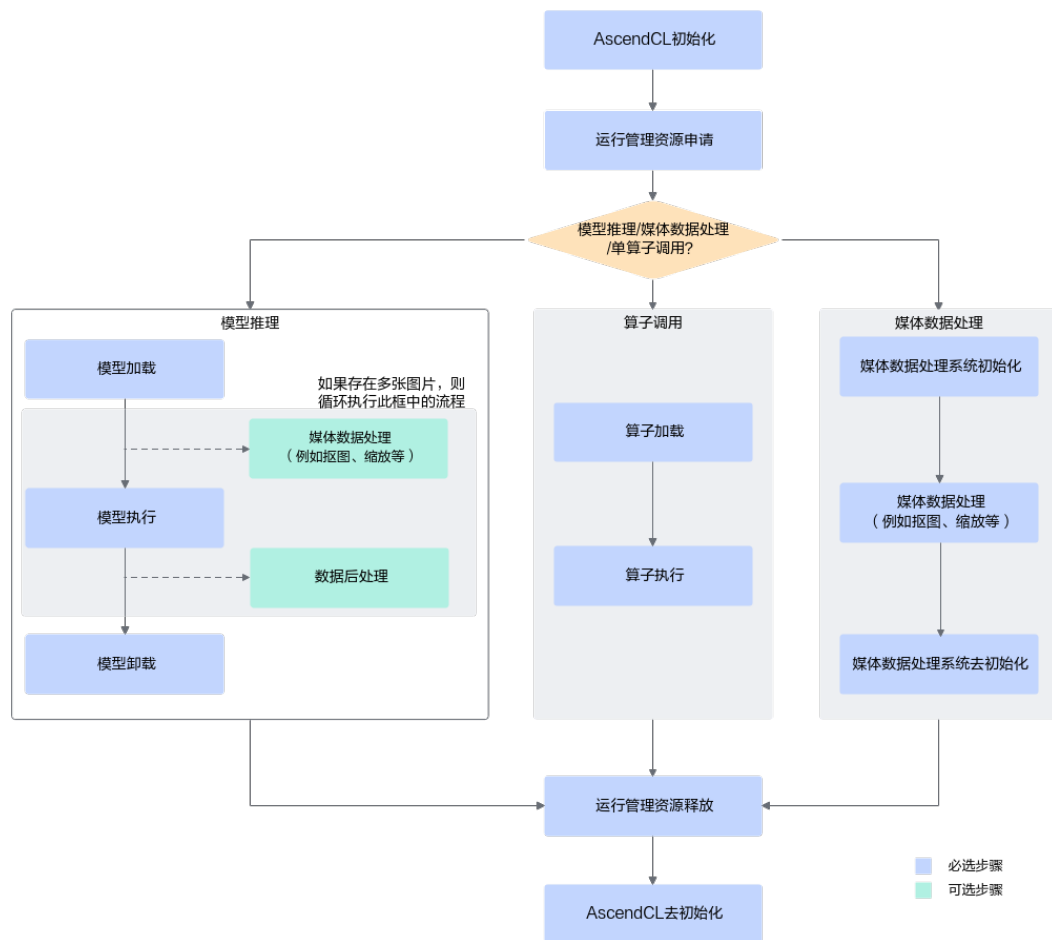 AscendCL初始化
运行管理资源申请
模型推理/媒体数据处理
/单算子调用?
模型推理
模型加载
如果存在多张图片，则
循环执行此框中的流程
媒体数据处理
（例如抠图、缩放等）
模型执行
数据后处理
模型卸载
算子调用
算子加载
算子执行
媒体数据处理
媒体数据处理系统初始化
媒体数据处理
（例如抠图、缩放等）
媒体数据处理系统去初始化
运行管理资源释放
AscendCL去初始化
必选步骤
可选步骤